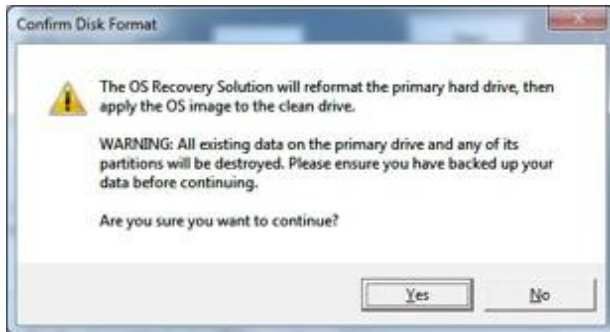 Confirm Disk Format
The OS Recovery Solution will reformat the primary hard drive, then
apply the OS image to the clean drive.
WARNING: All existing data on the primary drive and any of its
partitions will be destroyed. Please ensure you have backed up your
data before continuing.
Are you sure you want to continue?
Yes
No